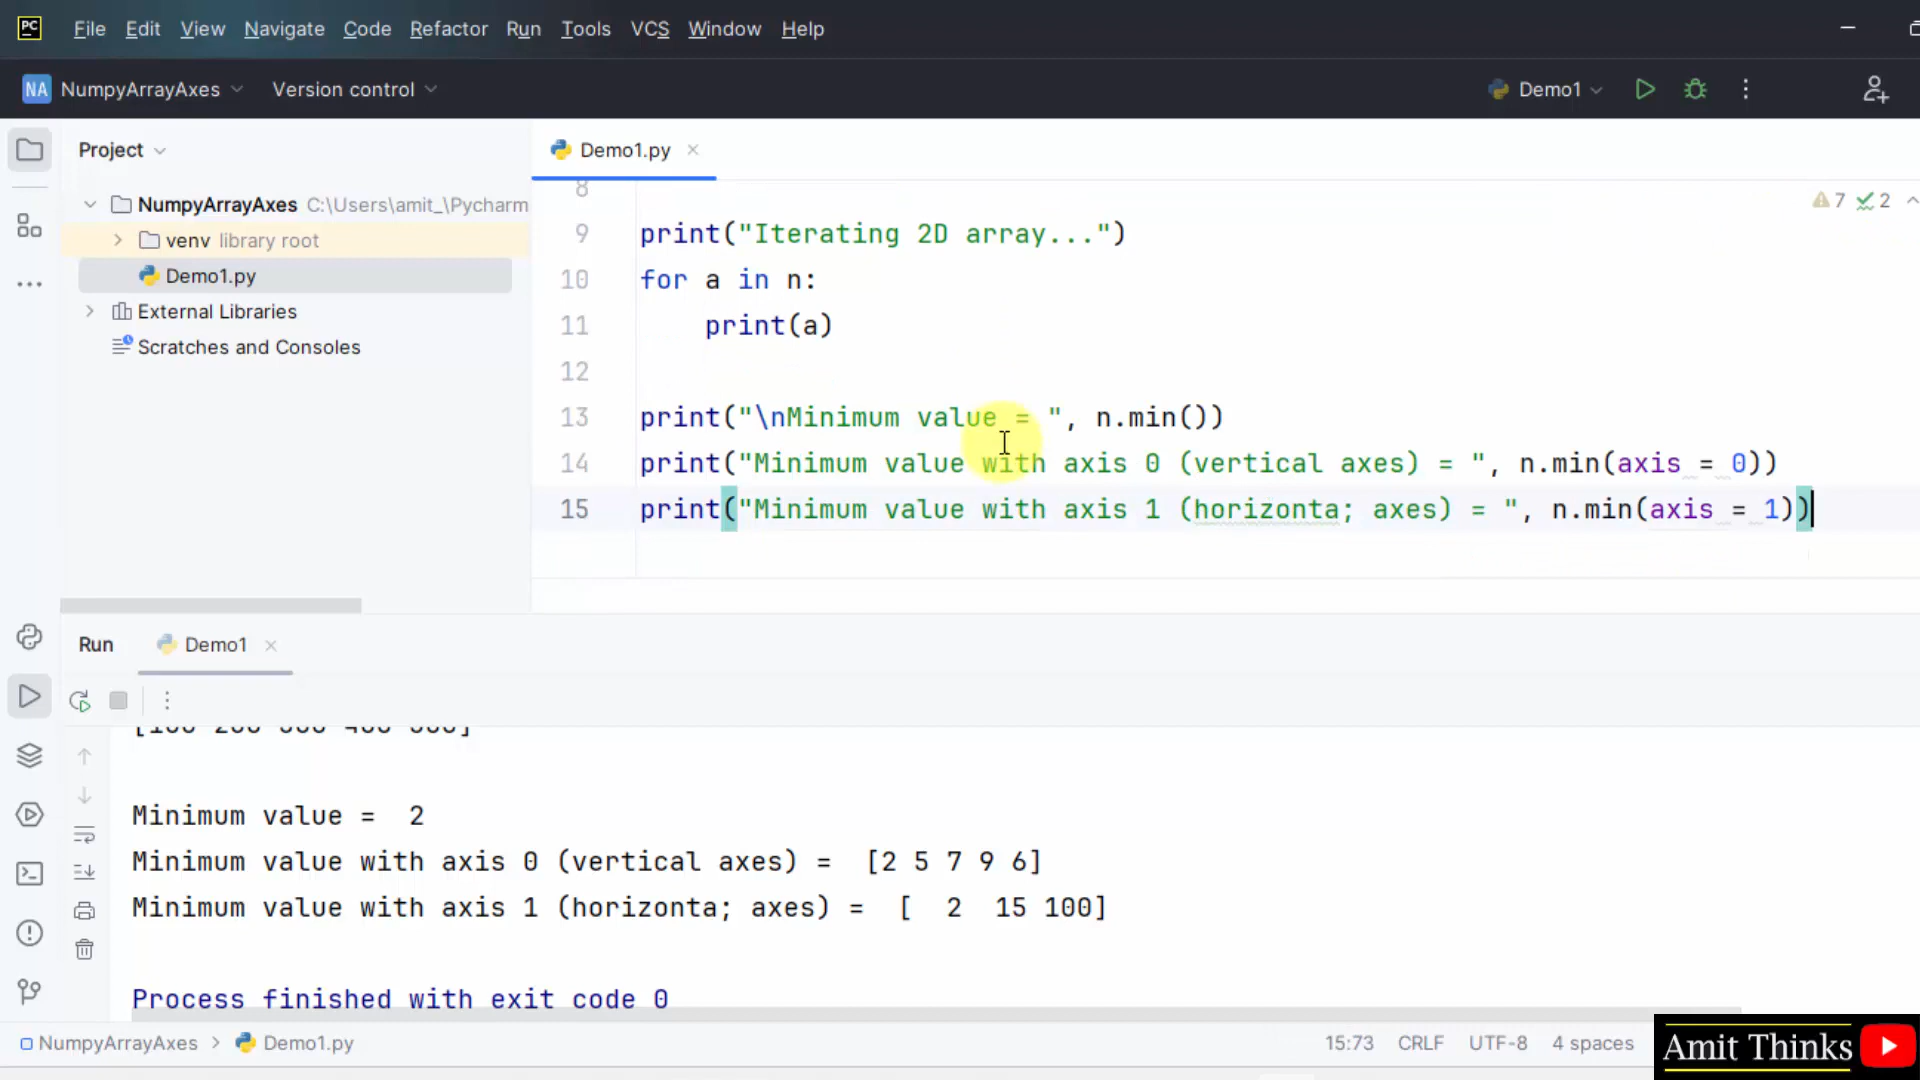 PC File Edit View Navigate Code Refactor Run Tools VCS Window Help
NA NumpyArrayAxes Version control Demo1
Project
Demo1.py
NumpyArrayAxes C:\Users\amit_\Pycharm
venv library root
Demo1.py
External Libraries
Scratches and Consoles
8
7 2
9 print("Iterating 2D array...")
10 for a in n:
11 print(a)
12
13 print("\nMinimum value = ", n.min())
14 print("Minimum value with axis 0 (vertical axes) = ", n.min(axis = 0))
15 print("Minimum value with axis 1 (horizonta; axes) = ", n.min(axis = 1))
Run Demo1
Minimum value =  2
Minimum value with axis 0 (vertical axes) =  [2 5 7 9 6]
Minimum value with axis 1 (horizonta; axes) =  [  2  15 100]
Process finished with exit code 0
NumpyArrayAxes > Demo1.py
15:73 CRLF UTF-8 4 spaces
Amit Thinks